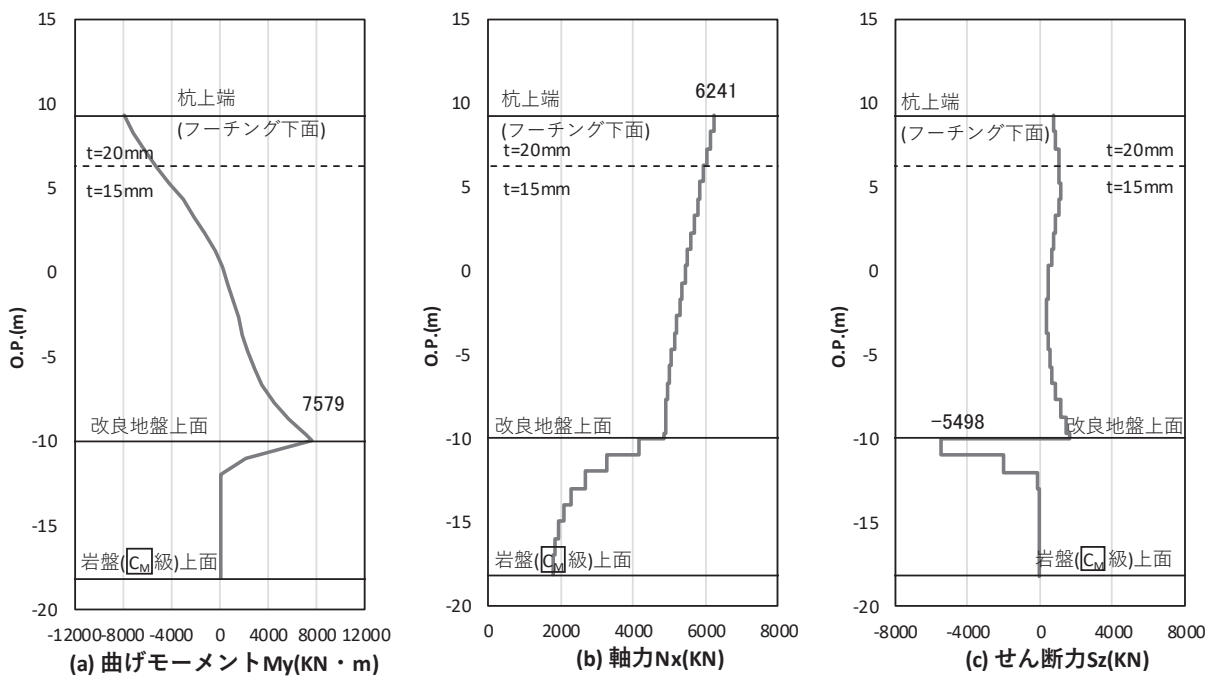 15
10
5
0
-5
-10
-15
-20
O.P.(m)
杭上端
(フーチング下面)
t=20mm
t=15mm
7579
改良地盤上面
岩盤(CM級)上面
-12000 -8000 -4000 0 4000 8000 12000
(a) 曲げモーメントMy(KN・m)
15
10
5
0
-5
-10
-15
-20
O.P.(m)
6241
杭上端
(フーチング下面)
t=20mm
t=15mm
改良地盤上面
岩盤(CM級)上面
0 2000 4000 6000 8000
(b) 軸力Nx(KN)
15
10
5
0
-5
-10
-15
-20
O.P.(m)
杭上端
(フーチング下面)
t=20mm
t=15mm
-5498
改良地盤上面
岩盤(CM級)上面
-8000 -4000 0 4000 8000
(c) せん断力Sz(KN)